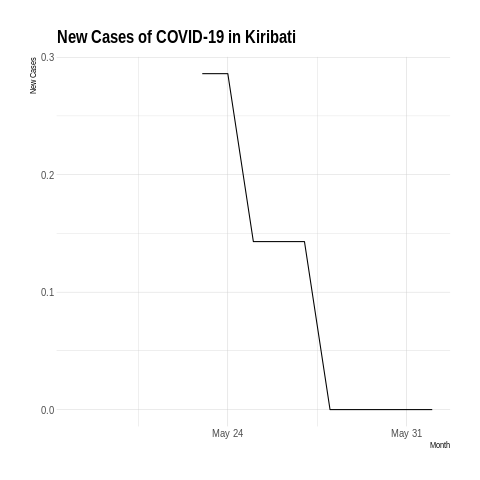 New Cases of COVID-19 in Kiribati
New Cases
0.3
0.2
0.1
0.0
May 24
May 31
Month